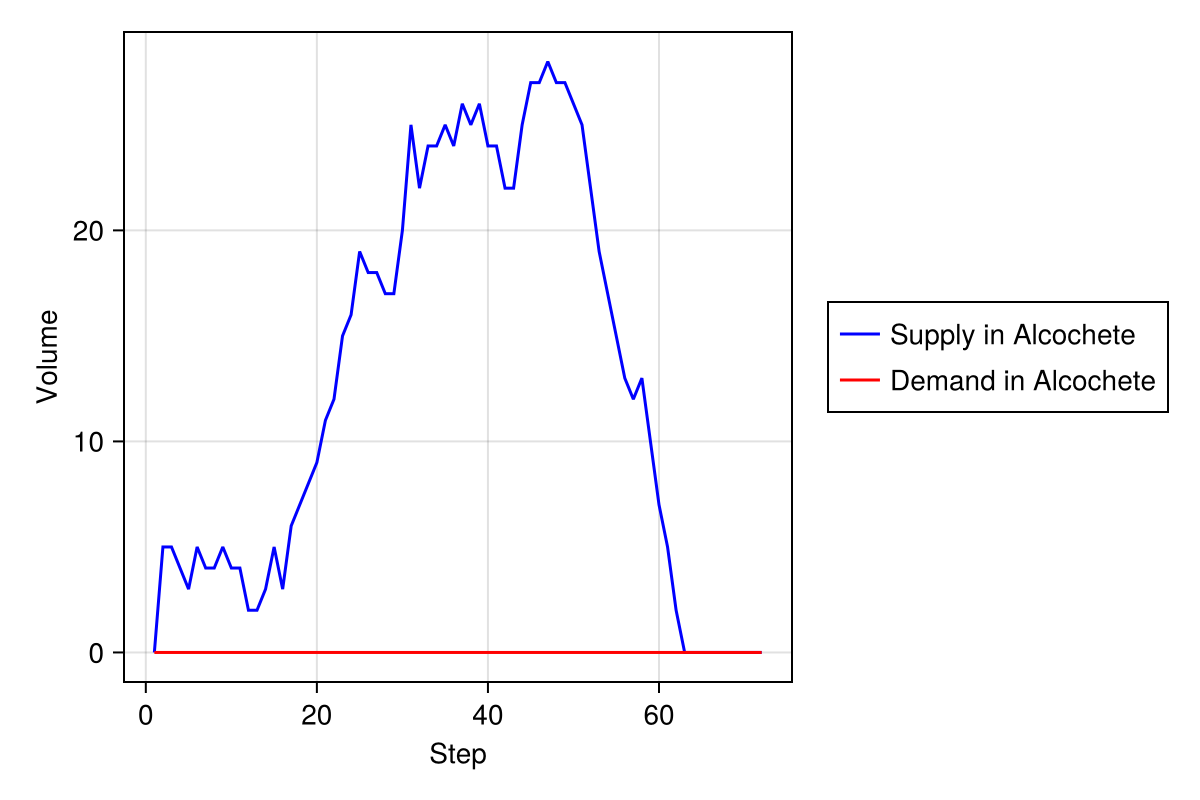 20
10
0
Volume
0 20 40 60
Step
Supply in Alcochete
Demand in Alcochete